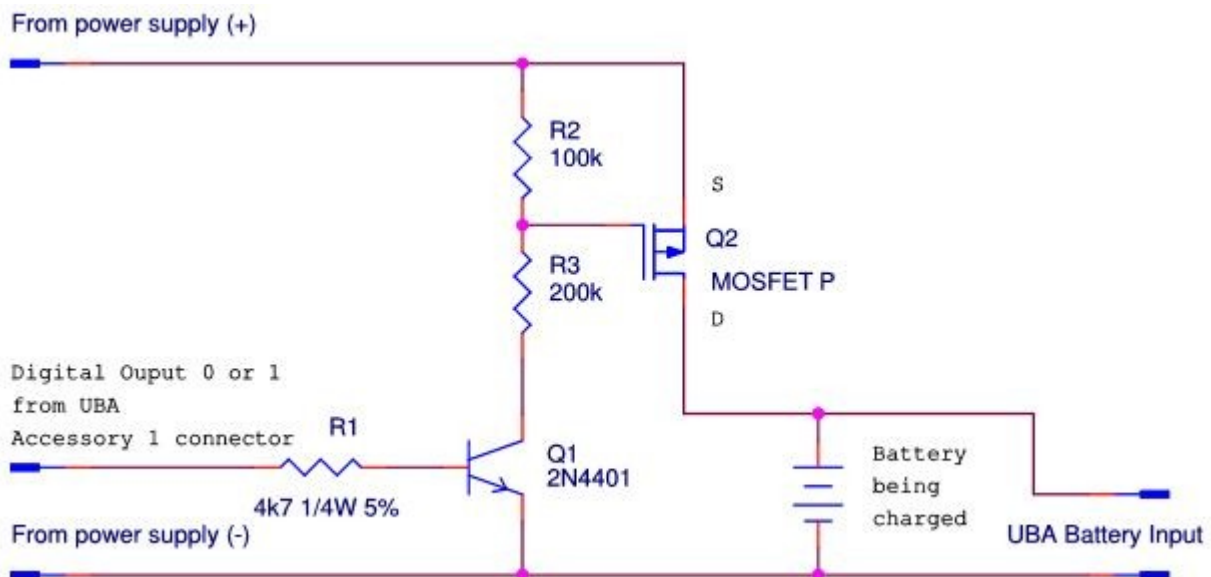 From power supply (+)
R2
100k
S
Q2
MOSFET P
D
R3
200k
Digital Ouput 0 or 1
from UBA
Accessory 1 connector
R1
4k7 1/4W 5%
Q1
2N4401
Battery
being
charged
From power supply (-)
UBA Battery Input